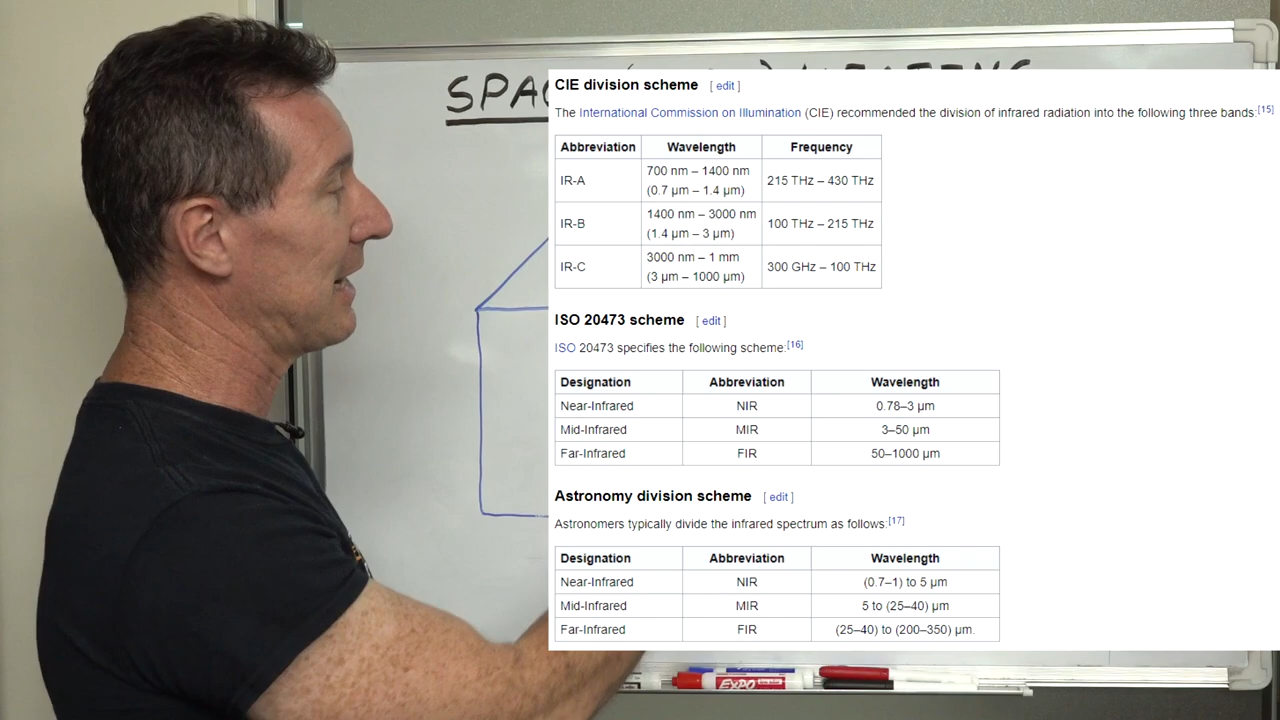 CIE division scheme [ edit ]
The International Commission on Illumination (CIE) recommended the division of infrared radiation into the following three bands:[15]
Abbreviation Wavelength Frequency
IR-A 700 nm – 1400 nm (0.7 μm – 1.4 μm) 215 THz – 430 THz
IR-B 1400 nm – 3000 nm (1.4 μm – 3 μm) 100 THz – 215 THz
IR-C 3000 nm – 1 mm (3 μm – 1000 μm) 300 GHz – 100 THz
ISO 20473 scheme [ edit ]
ISO 20473 specifies the following scheme:[16]
Designation Abbreviation Wavelength
Near-Infrared NIR 0.78–3 μm
Mid-Infrared MIR 3–50 μm
Far-Infrared FIR 50–1000 μm
Astronomy division scheme [ edit ]
Astronomers typically divide the infrared spectrum as follows:[17]
Designation Abbreviation Wavelength
Near-Infrared NIR (0.7–1) to 5 μm
Mid-Infrared MIR 5 to (25–40) μm
Far-Infrared FIR (25–40) to (200–350) μm.
EXPO